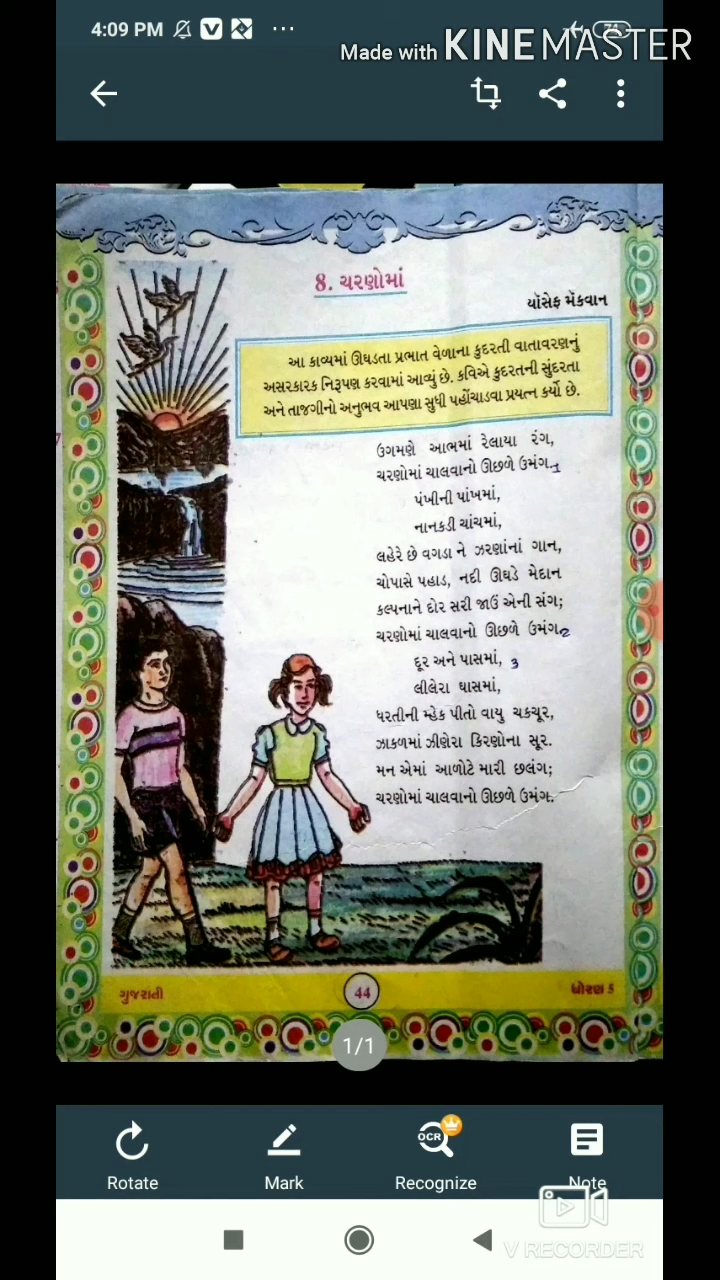 4:09 PM
Made with KINEMASTER
8. ચરણોમાં
યૉસેફ મૅકવાન
આ કાવ્યમાં ઊઘડતા પ્રભાત વેળાના કુદરતી વાતાવરણનું
અસરકારક નિરૂપણ કરવામાં આવ્યું છે. કવિએ કુદરતની સુંદરતા
અને તાજગીનો અનુભવ આપણા સુધી પહોંચાડવા પ્રયત્ન કર્યો છે.
ઉગમણે આભમાં રેલાયા રંગ,
ચરણોમાં ચાલવાનો ઊછળે ઉમંગ. 1
પંખીની પાંખમાં,
નાનકડી ચાંચમાં,
લહેરે છે વગડા ને ઝરણાંનાં ગાન,
ચોપાસે પહાડ, નદી ઊઘડે મેદાન
કલ્પનાને દોર સરી જાઉં એની સંગ;
ચરણોમાં ચાલવાનો ઊછળે ઉમંગ. 2
દૂર અને પાસમાં, 3
લીલેરા ઘાસમાં,
ધરતીની મ્હેક પીતો વાયુ ચકચૂર,
ઝાકળમાં ઝીણેરા કિરણોના સૂર.
મન એમાં આળોટે મારી છલંગ;
ચરણોમાં ચાલવાનો ઊછળે ઉમંગ.
ગુજરાતી
44
ધોરણ 5
1/1
OCR
Rotate
Mark
Recognize
Note
V RECORDER